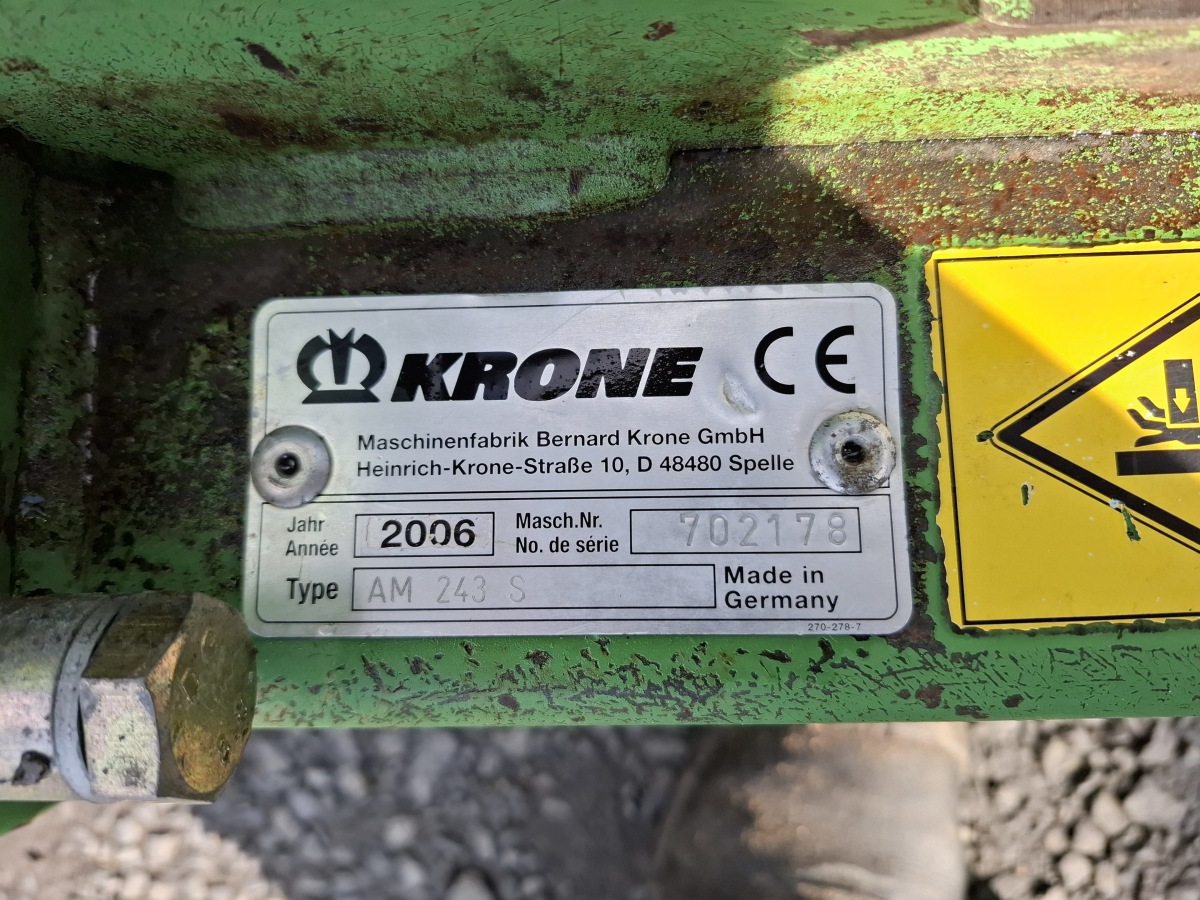 KRONE CE
Maschinenfabrik Bernard Krone GmbH
Heinrich-Krone-Straße 10, D 48480 Spelle
Jahr
Année
2006
Masch.Nr.
No. de série
702178
Type
AM 243 S
Made in
Germany
270-278-7